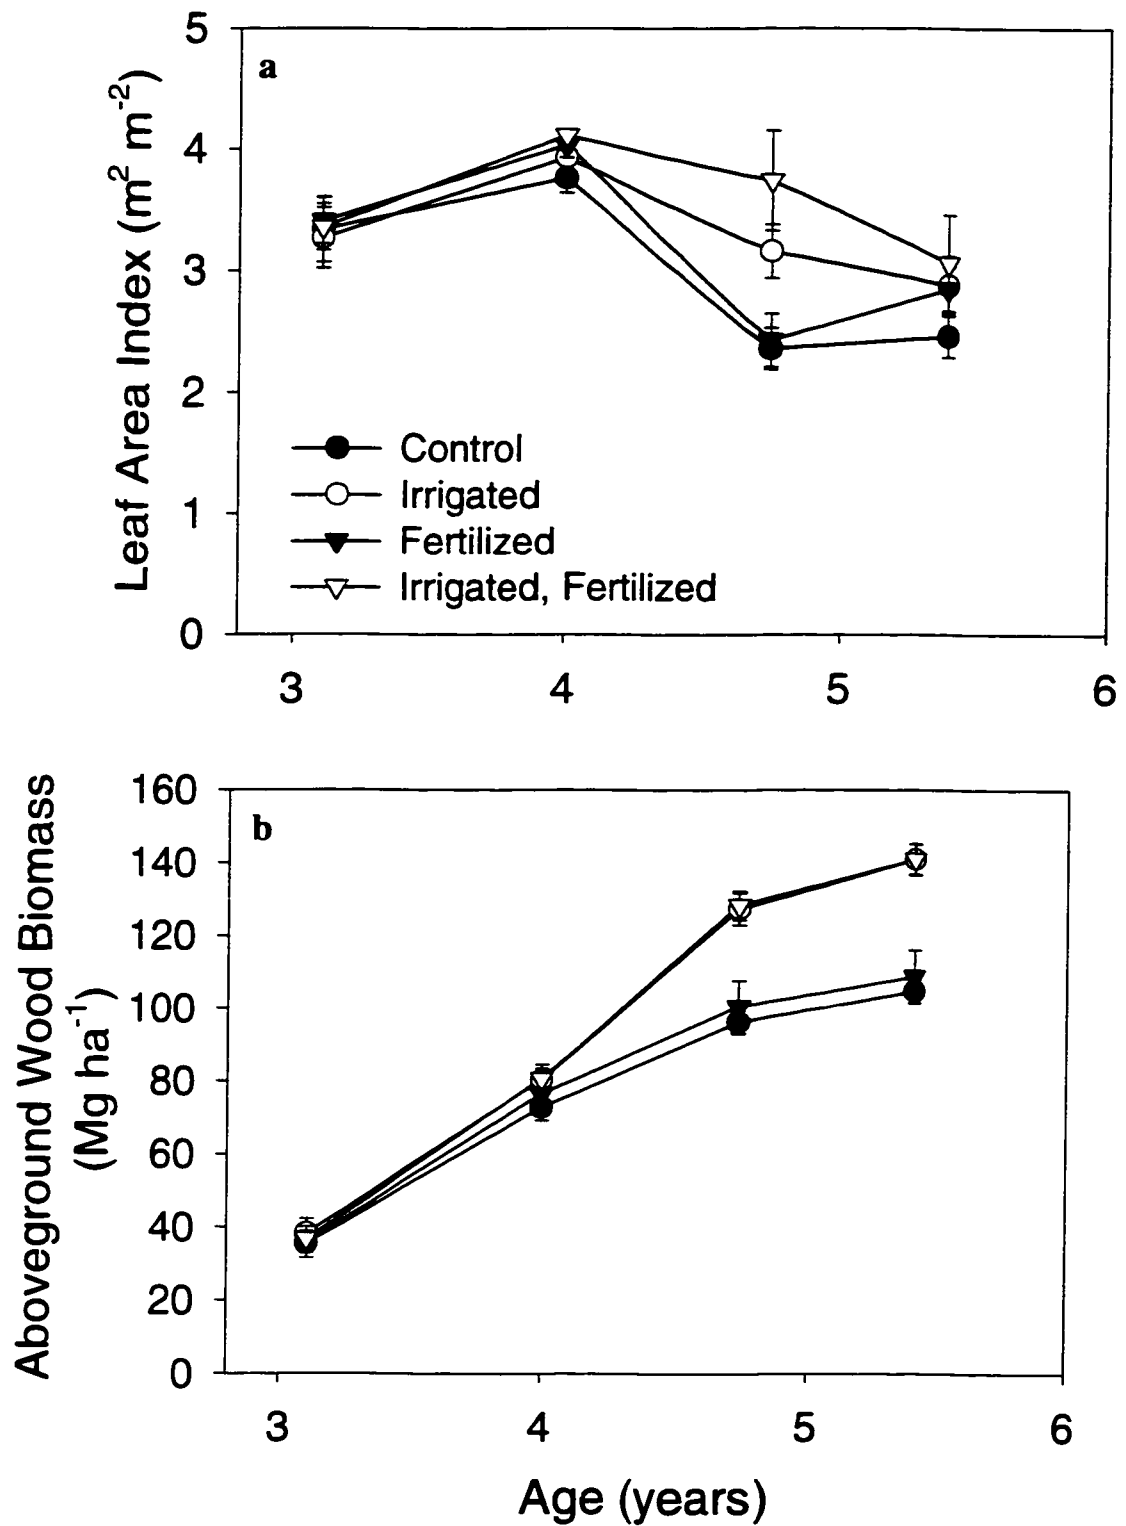 5
4
3
2
1
0
Leaf Area Index (m² m⁻²)
a
Control
Irrigated
Fertilized
Irrigated, Fertilized
3 4 5 6
160
140
120
100
80
60
40
20
0
Aboveground Wood Biomass
(Mg ha⁻¹)
b
3 4 5 6
Age (years)